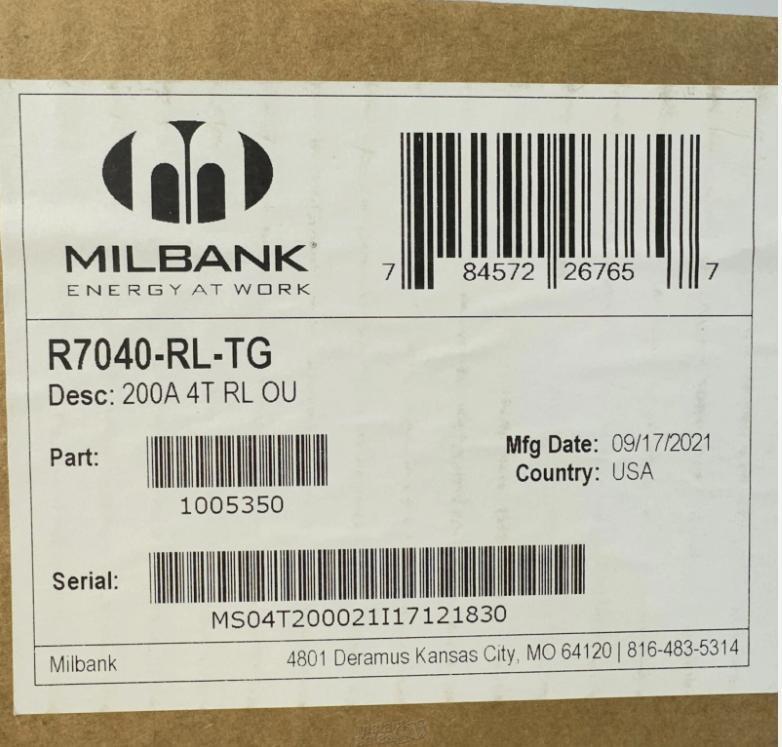 MILBANK
ENERGY AT WORK
7 84572 26765 7
R7040-RL-TG
Desc: 200A 4T RL OU
Part:
1005350
Mfg Date: 09/17/2021
Country: USA
Serial:
MS04T200021I17121830
Milbank 4801 Deramus Kansas City, MO 64120 | 816-483-5314